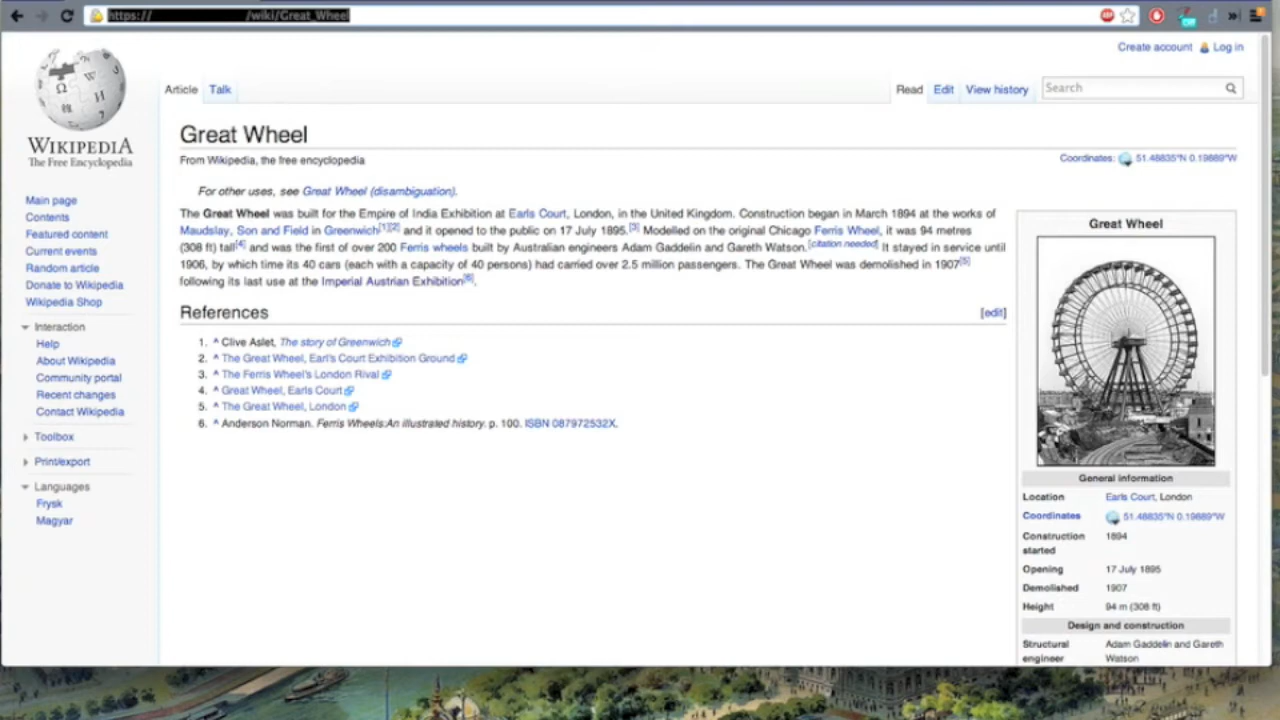 https:// /wiki/Great_Wheel
Create account Log in
Article Talk
Read Edit View history Search
WIKIPEDIA
The Free Encyclopedia
Great Wheel
From Wikipedia, the free encyclopedia
Coordinates: 51.48835°N 0.19889°W
For other uses, see Great Wheel (disambiguation).
The Great Wheel was built for the Empire of India Exhibition at Earls Court, London, in the United Kingdom. Construction began in March 1894 at the works of
Maudslay, Son and Field in Greenwich[1][2] and it opened to the public on 17 July 1895.[3] Modelled on the original Chicago Ferris Wheel, it was 94 metres
(308 ft) tall[4] and was the first of over 200 Ferris wheels built by Australian engineers Adam Gaddelin and Gareth Watson.[citation needed] It stayed in service until
1906, by which time its 40 cars (each with a capacity of 40 persons) had carried over 2.5 million passengers. The Great Wheel was demolished in 1907[5]
following its last use at the Imperial Austrian Exhibition[6].
References [edit]
1. ^ Clive Aslet, The story of Greenwich
2. ^ The Great Wheel, Earl's Court Exhibition Ground
3. ^ The Ferris Wheel's London Rival
4. ^ Great Wheel, Earls Court
5. ^ The Great Wheel, London
6. ^ Anderson Norman. Ferris Wheels:An illustrated history. p. 100. ISBN 087972532X.
Main page
Contents
Featured content
Current events
Random article
Donate to Wikipedia
Wikipedia Shop
Interaction
Help
About Wikipedia
Community portal
Recent changes
Contact Wikipedia
Toolbox
Print/export
Languages
Frysk
Magyar
Great Wheel
General information
Location Earls Court, London
Coordinates 51.48835°N 0.19889°W
Construction started 1894
Opening 17 July 1895
Demolished 1907
Height 94 m (308 ft)
Design and construction
Structural engineer Adam Gaddelin and Gareth Watson